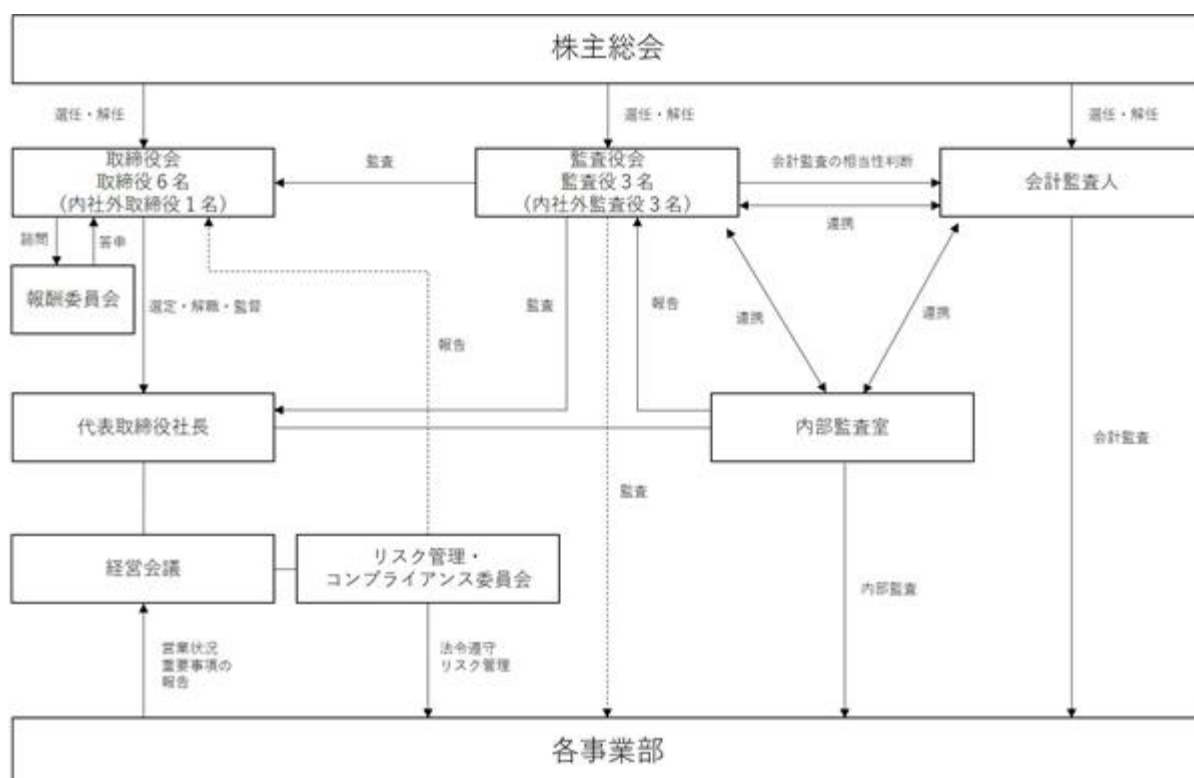 株主総会
選任・解任
選任・解任
選任・解任
取締役会
取締役6名
（内社外取締役1名）
監査
監査役会
監査役3名
（内社外監査役3名）
会計監査の相当性判断
連携
会計監査人
諮問
答申
報酬委員会
選定・解職・監督
報告
監査
報告
連携
連携
代表取締役社長
内部監査室
会計監査
監査
経営会議
リスク管理・
コンプライアンス委員会
内部監査
営業状況
重要事項の
報告
法令遵守
リスク管理
各事業部